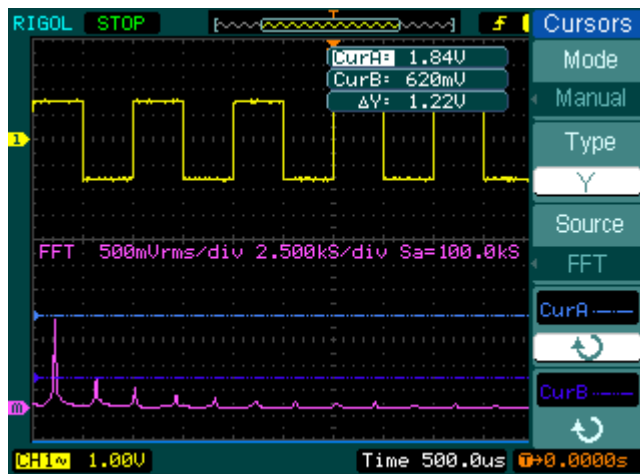 RIGOL STOP
Cursors
CurA: 1.84V
CurB: 620mV
ΔY: 1.22V
Mode
Manual
Type
Y
Source
FFT
CurA
CurB
1
FFT 500mVrms/div 2.500kS/div Sa=100.0kS
m
CH1 1.00V Time 500.0us T→0.0000s